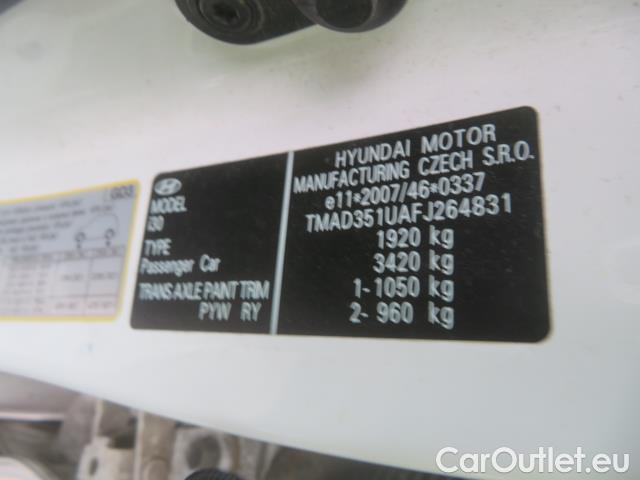 HYUNDAI MOTOR
MANUFACTURING CZECH S.R.O.
e11*2007/46*0337
TMAD351UAFJ264831
1920 kg
3420 kg
1- 1050 kg
2- 960 kg
MODEL
I30
TYPE
Passenger Car
TRANS AXLE PAINT TRIM
PYW RY
CarOutlet.eu